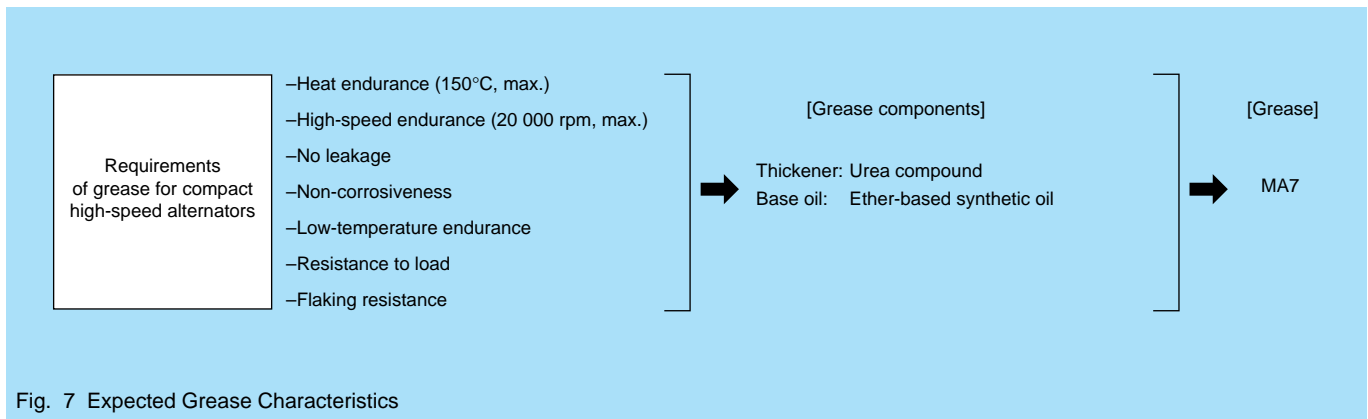 Requirements
of grease for compact
high-speed alternators
–Heat endurance (150°C, max.)
–High-speed endurance (20 000 rpm, max.)
–No leakage
–Non-corrosiveness
–Low-temperature endurance
–Resistance to load
–Flaking resistance
[Grease components]
Thickener: Urea compound
Base oil: Ether-based synthetic oil
[Grease]
MA7
Fig. 7 Expected Grease Characteristics